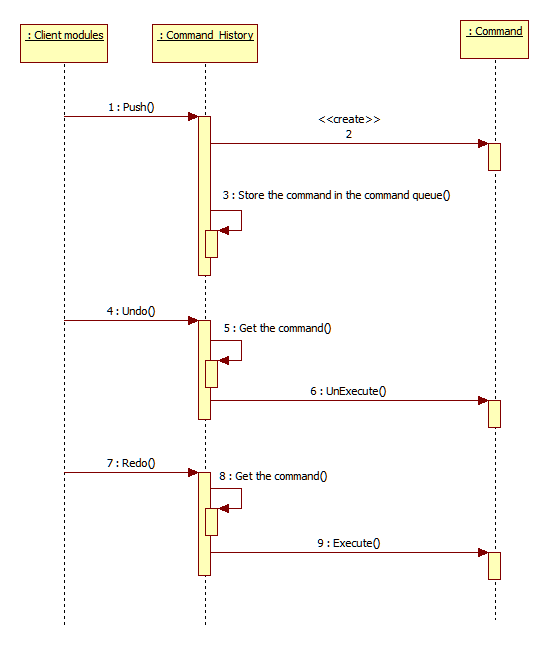 : Client modules
: Command_History
: Command
1 : Push()
<<create>>
2
3 : Store the command in the command queue()
4 : Undo()
5 : Get the command()
6 : UnExecute()
7 : Redo()
8 : Get the command()
9 : Execute()